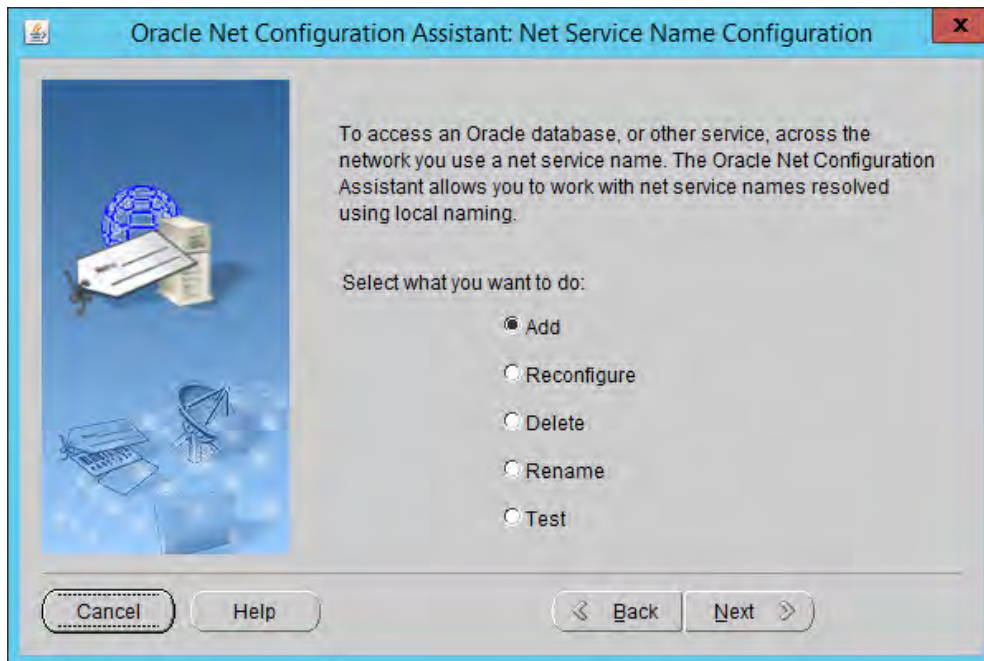 Oracle Net Configuration Assistant: Net Service Name Configuration
X
To access an Oracle database, or other service, across the
network you use a net service name. The Oracle Net Configuration
Assistant allows you to work with net service names resolved
using local naming.
Select what you want to do:
Add
Reconfigure
Delete
Rename
Test
Cancel Help Back Next